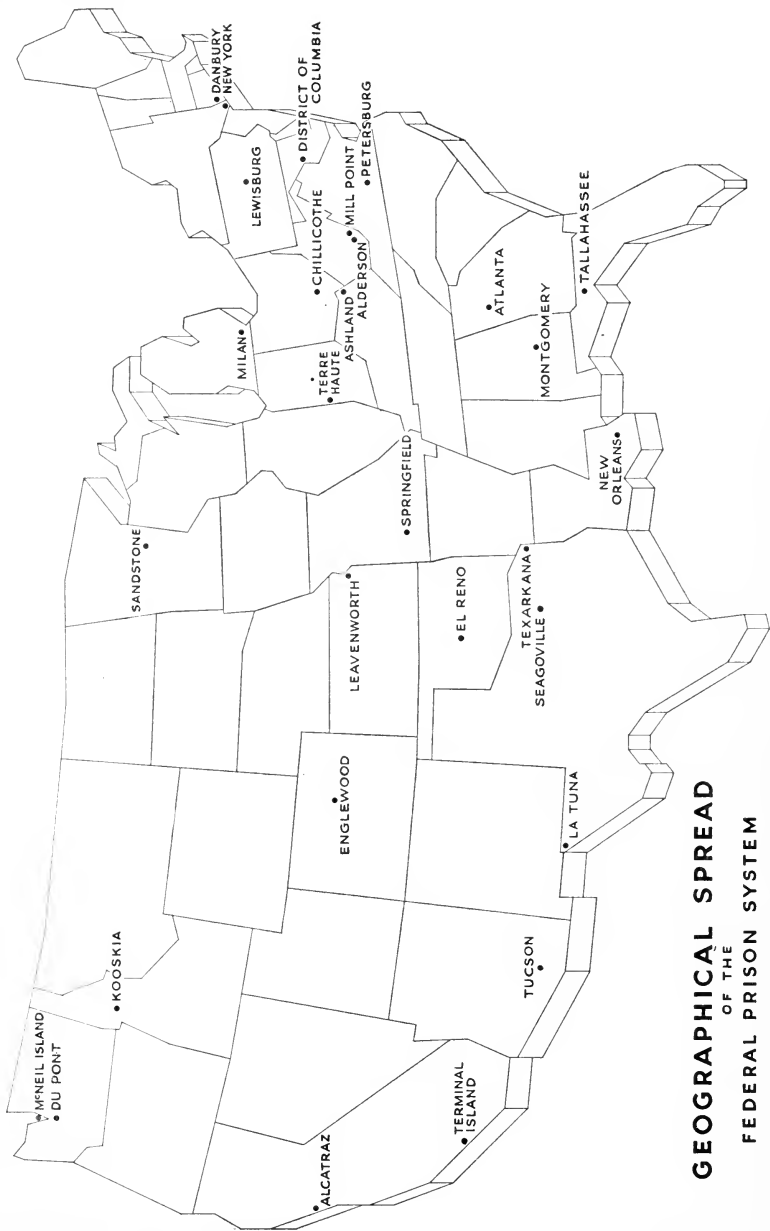 McNEIL ISLAND
DU PONT
KOOSKIA
ALCATRAZ
TERMINAL
ISLAND
TUCSON
LA TUNA
ENGLEWOOD
SANDSTONE
LEAVENWORTH
EL RENO
TEXARKANA
SEAGOVILLE
SPRINGFIELD
NEW
ORLEANS
MILAN
TERRE
HAUTE
CHILLICOTHE
ASHLAND
ALDERSON
MILL POINT
PETERSBURG
LEWISBURG
DANBURY
NEW YORK
DISTRICT OF
COLUMBIA
ATLANTA
MONTGOMERY
TALLAHASSEE
GEOGRAPHICAL SPREAD
OF THE
FEDERAL PRISON SYSTEM